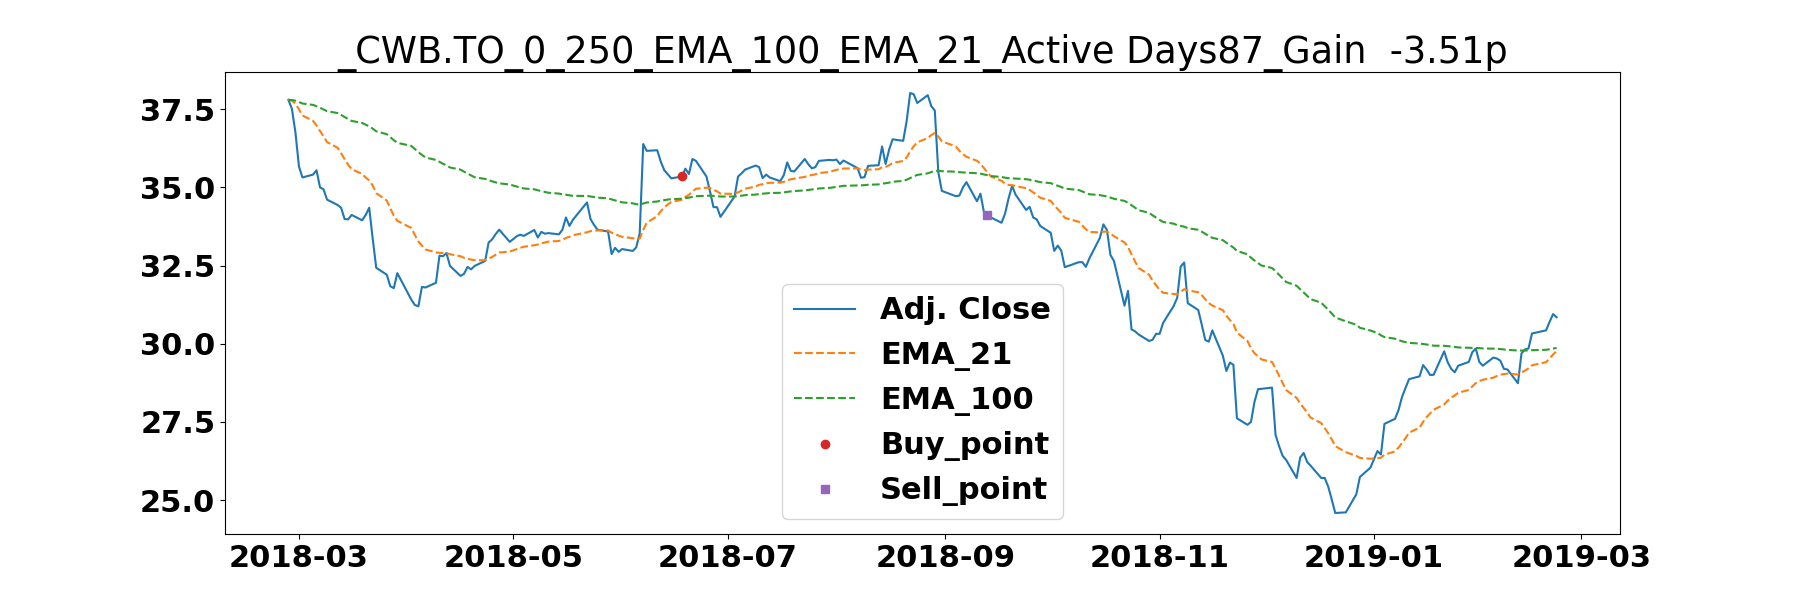 _CWB.TO_0_250_EMA_100_EMA_21_Active Days87_Gain  -3.51p
37.5
35.0
32.5
30.0
27.5
25.0
Adj. Close
EMA_21
EMA_100
Buy_point
Sell_point
2018-03 2018-05 2018-07 2018-09 2018-11 2019-01 2019-03